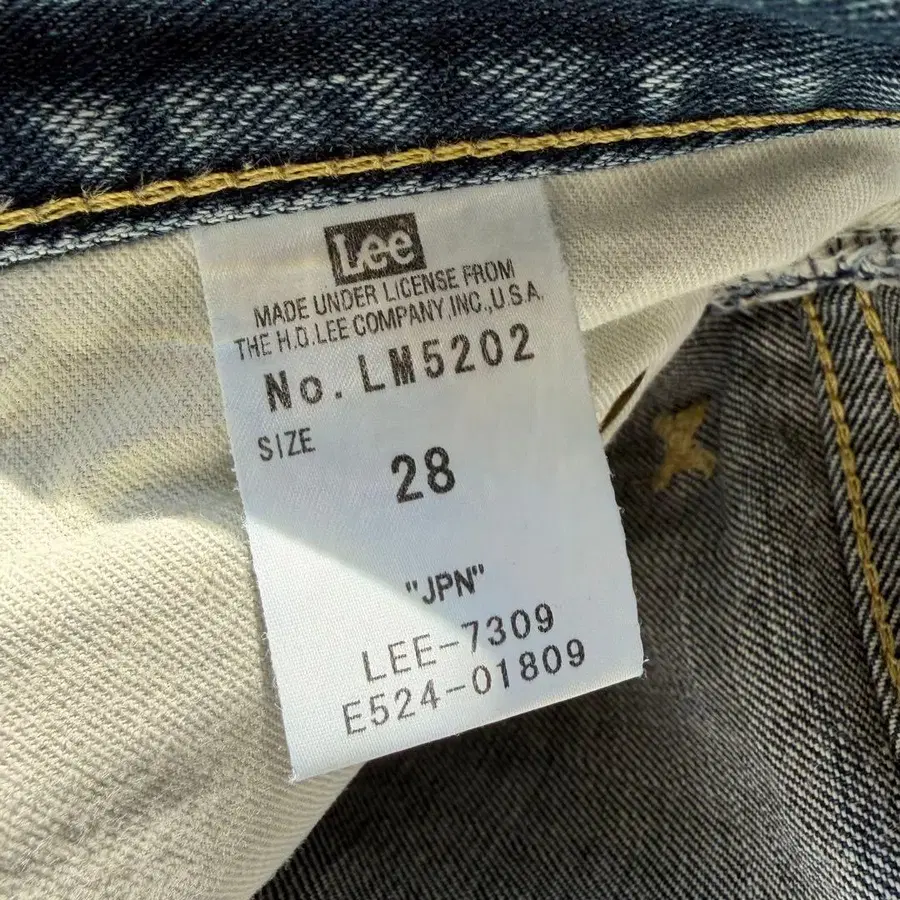 Lee
MADE UNDER LICENSE FROM
THE H.D.LEE COMPANY,INC.,U.S.A.
No. LM5202
SIZE
28
"JPN"
LEE-7309
E524-01809